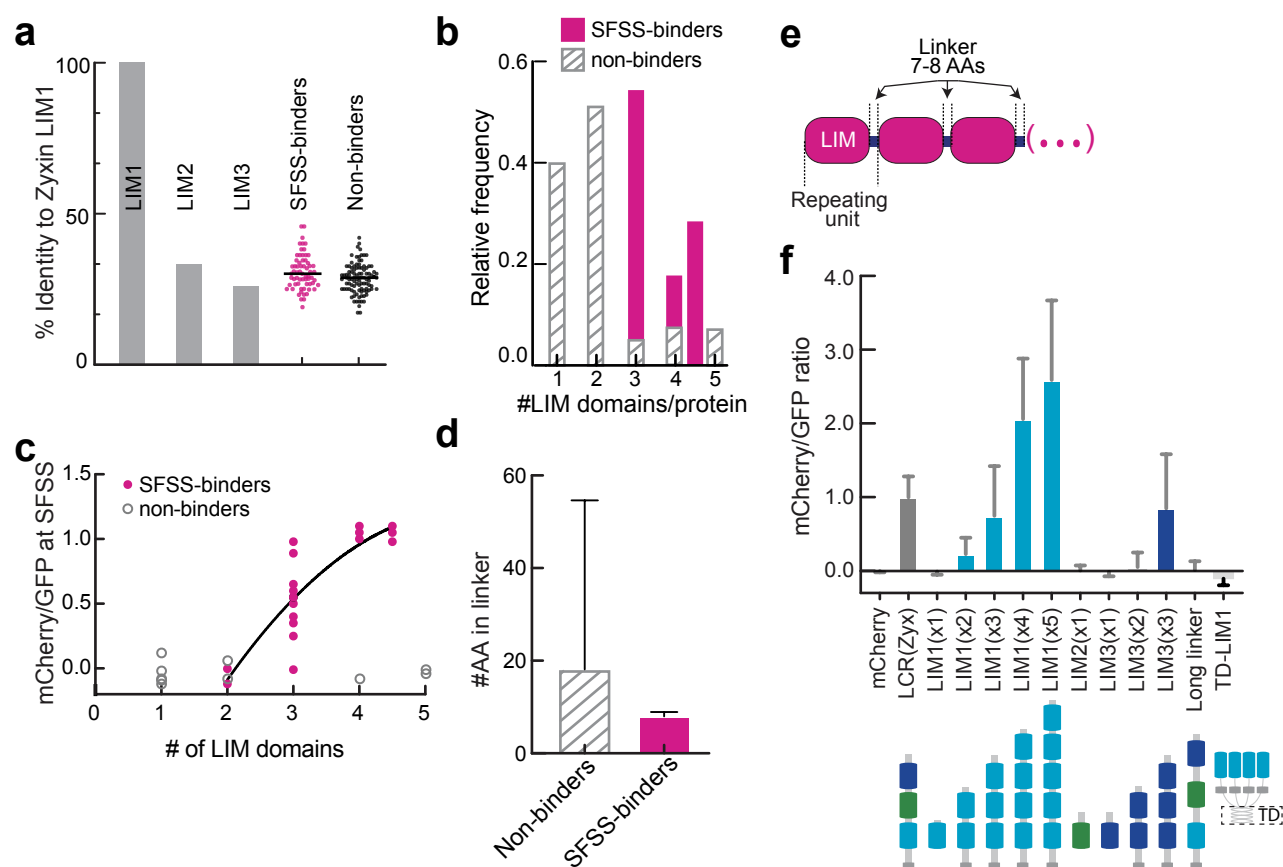 a
% Identity to Zyxin LIM1
100
50
0
LIM1
LIM2
LIM3
SFSS-binders
Non-binders
b
SFSS-binders
non-binders
Relative frequency
0.6
0.4
0.2
0.0
1 2 3 4 5
#LIM domains/protein
e
Linker
7-8 AAs
LIM
(...)
Repeating
unit
c
mCherry/GFP at SFSS
SFSS-binders
non-binders
1.5
1.0
0.5
0.0
0 1 2 3 4 5
# of LIM domains
d
#AA in linker
60
40
20
0
Non-binders
SFSS-binders
f
mCherry/GFP ratio
4.0
3.0
2.0
1.0
0.0
mCherry
LCR(Zyx)
LIM1(x1)
LIM1(x2)
LIM1(x3)
LIM1(x4)
LIM1(x5)
LIM2(x1)
LIM3(x1)
LIM3(x2)
LIM3(x3)
Long linker
TD-LIM1
TD